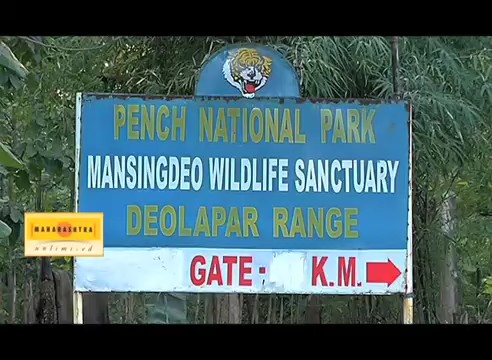 PENCH NATIONAL PARK
MANSINGDEO WILDLIFE SANCTUARY
DEOLAPAR RANGE
MAHARASHTRA
unlimited
GATE : K.M.